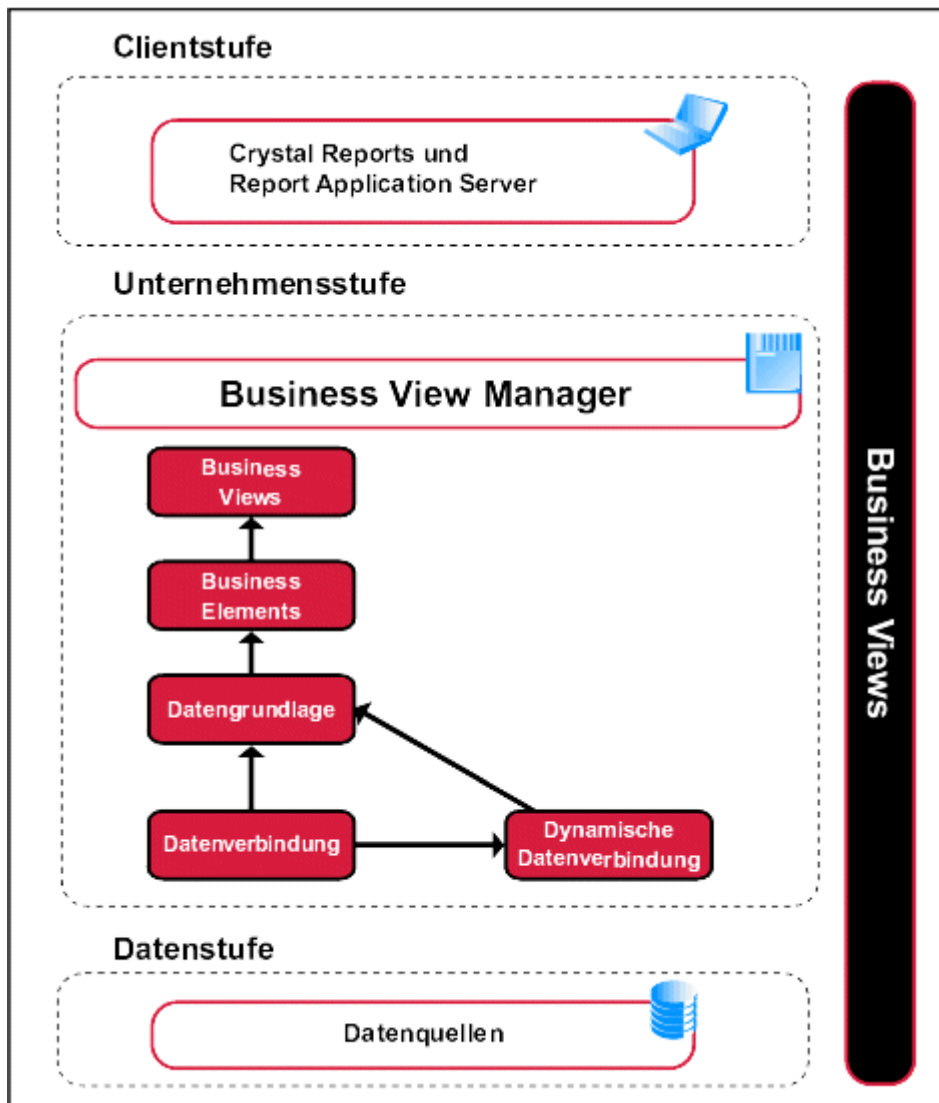 Clientstufe
Crystal Reports und
Report Application Server
Unternehmensstufe
Business View Manager
Business
Views
Business
Elements
Datengrundlage
Datenverbindung
Dynamische
Datenverbindung
Datenstufe
Datenquellen
Business Views